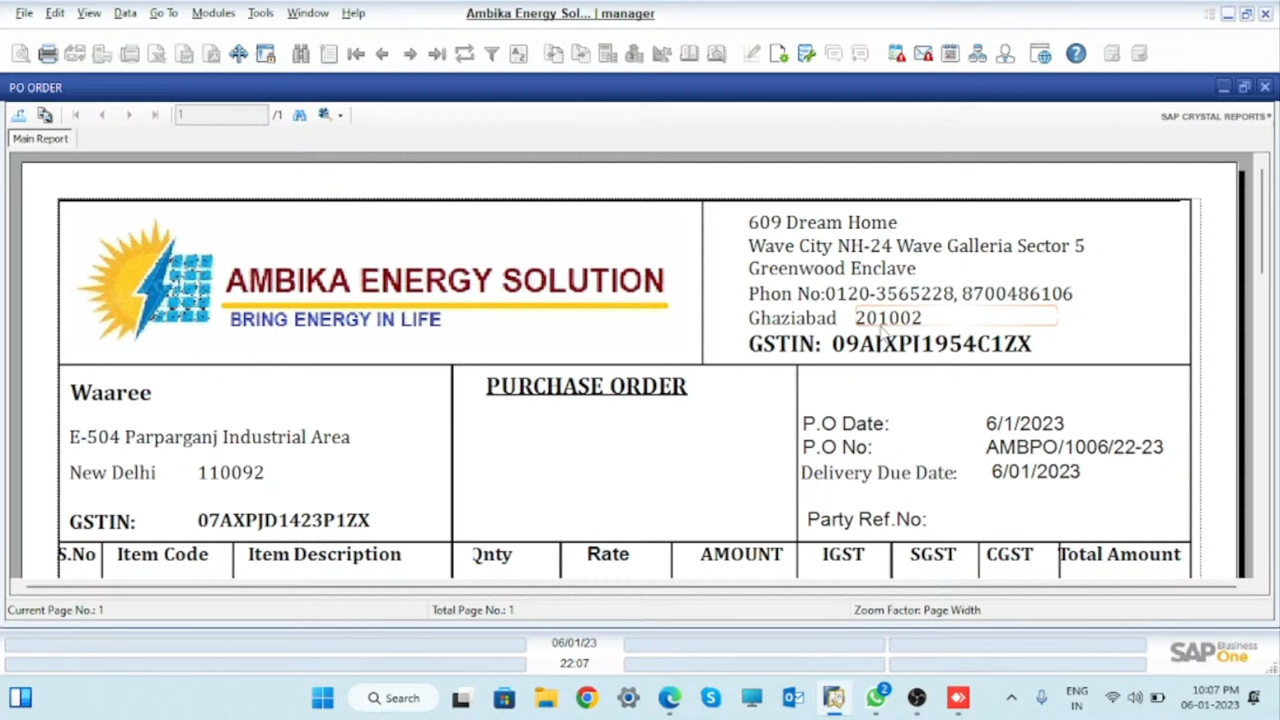 File Edit View Data Go To Modules Tools Window Help
Ambika Energy Sol... | manager
PO ORDER
1 /1
SAP CRYSTAL REPORTS®
Main Report
AMBIKA ENERGY SOLUTION
BRING ENERGY IN LIFE
609 Dream Home
Wave City NH-24 Wave Galleria Sector 5
Greenwood Enclave
Phon No:0120-3565228, 8700486106
Ghaziabad 201002
GSTIN: 09AJXPJ1954C1ZX
Waaree
E-504 Parparganj Industrial Area
New Delhi 110092
GSTIN: 07AXPJD1423P1ZX
PURCHASE ORDER
P.O Date: 6/1/2023
P.O No: AMBPO/1006/22-23
Delivery Due Date: 6/01/2023
Party Ref.No:
S.No Item Code Item Description Qnty Rate AMOUNT IGST SGST CGST Total Amount
Current Page No.: 1 Total Page No.: 1 Zoom Factor: Page Width
06/01/23
22:07
SAP Business One
Search
2
ENG
IN
10:07 PM
06-01-2023